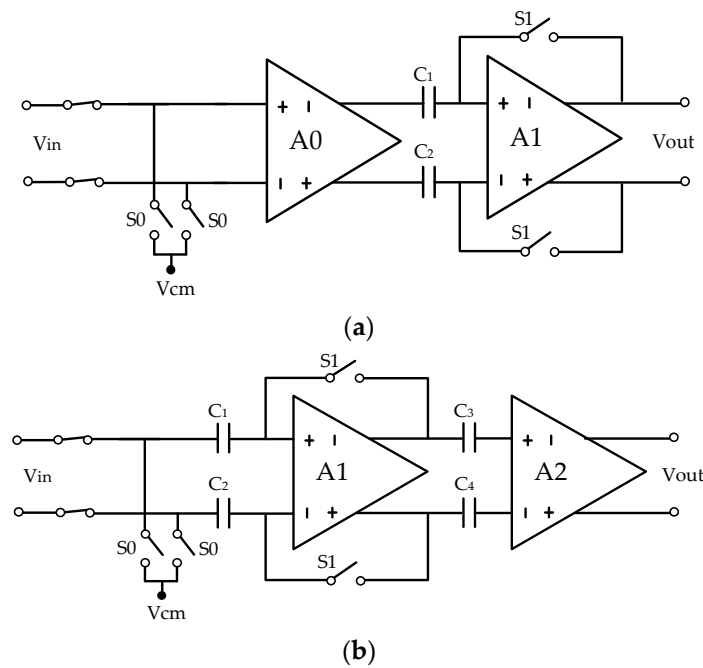 S1
C1
C2
+ −
A0
− +
+ −
A1
− +
Vin
Vout
S0 S0
S1
Vcm
(a)
S1
C1
C3
C2
C4
+ −
A1
− +
+ −
A2
− +
Vin
Vout
S0 S0
S1
Vcm
(b)